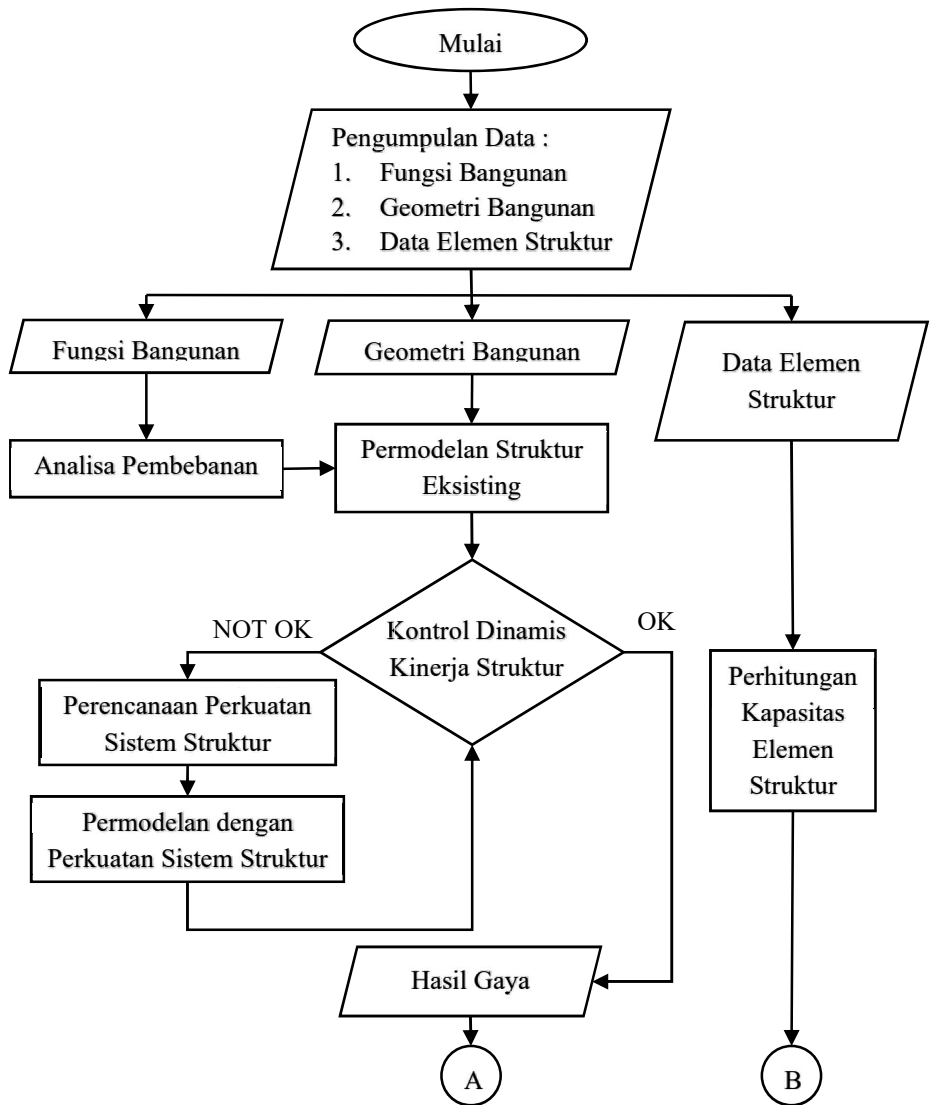 Mulai
Pengumpulan Data :
1. Fungsi Bangunan
2. Geometri Bangunan
3. Data Elemen Struktur
Fungsi Bangunan
Geometri Bangunan
Data Elemen
Struktur
Analisa Pembebanan
Permodelan Struktur
Eksisting
NOT OK
Kontrol Dinamis
Kinerja Struktur
OK
Perencanaan Perkuatan
Sistem Struktur
Perhitungan
Kapasitas
Elemen
Struktur
Permodelan dengan
Perkuatan Sistem Struktur
Hasil Gaya
A
B